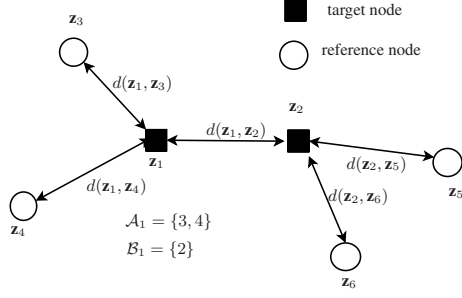 target node
z₃
reference node
d(z₁, z₃)
z₂
d(z₁, z₂)
z₁
d(z₂, z₅)
d(z₁, z₄)
z₅
d(z₂, z₆)
𝒜₁ = {3, 4}
z₄
ℬ₁ = {2}
z₆